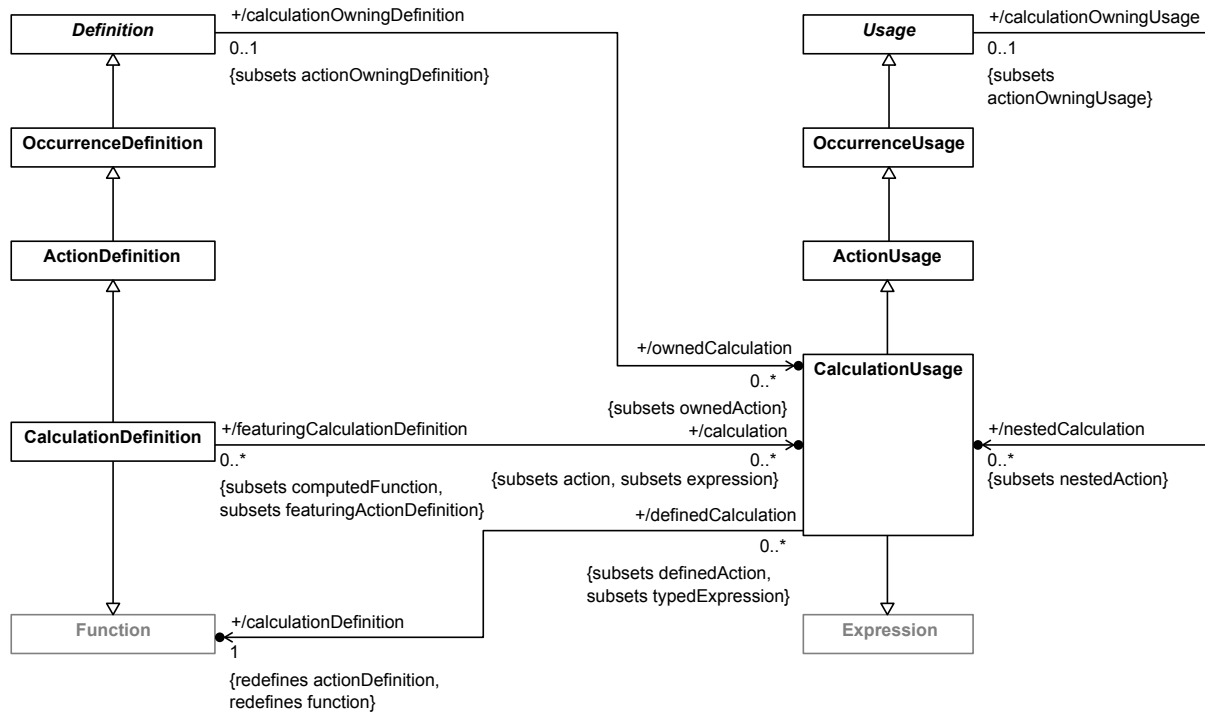 Definition
+/calculationOwningDefinition
0..1
{subsets actionOwningDefinition}
Usage
+/calculationOwningUsage
0..1
{subsets
actionOwningUsage}
OccurrenceDefinition
OccurrenceUsage
ActionDefinition
ActionUsage
+/ownedCalculation
0..*
{subsets ownedAction}
CalculationUsage
CalculationDefinition
+/featuringCalculationDefinition
0..*
{subsets computedFunction,
subsets featuringActionDefinition}
+/calculation
0..*
{subsets action, subsets expression}
+/nestedCalculation
0..*
{subsets nestedAction}
+/definedCalculation
0..*
{subsets definedAction,
subsets typedExpression}
Function
+/calculationDefinition
1
{redefines actionDefinition,
redefines function}
Expression